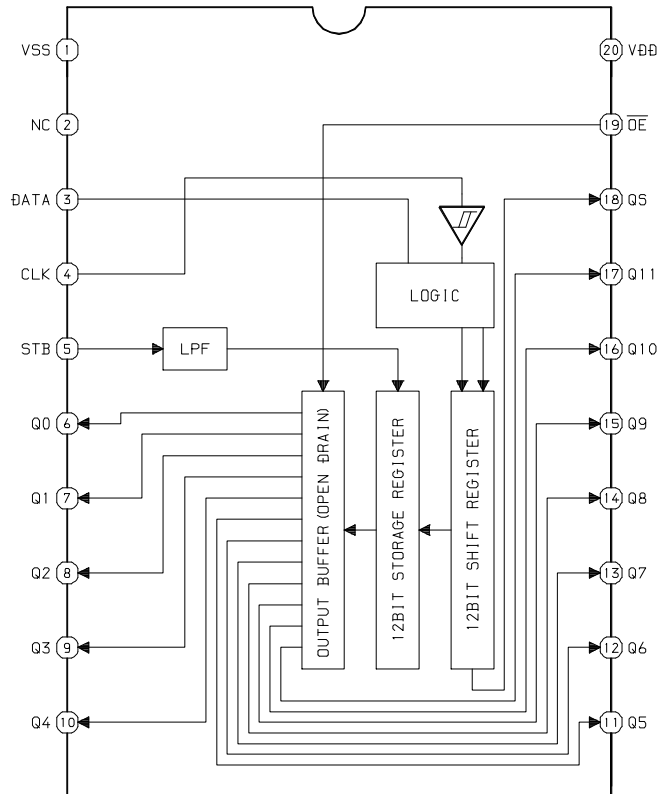 VSS 1
20 VDD
NC 2
19 OE
DATA 3
18 QS
CLK 4
17 Q11
LOGIC
STB 5
LPF
16 Q10
Q0 6
15 Q9
Q1 7
14 Q8
Q2 8
13 Q7
Q3 9
12 Q6
Q4 10
11 Q5
OUTPUT BUFFER (OPEN DRAIN)
12BIT STORAGE REGISTER
12BIT SHIFT REGISTER